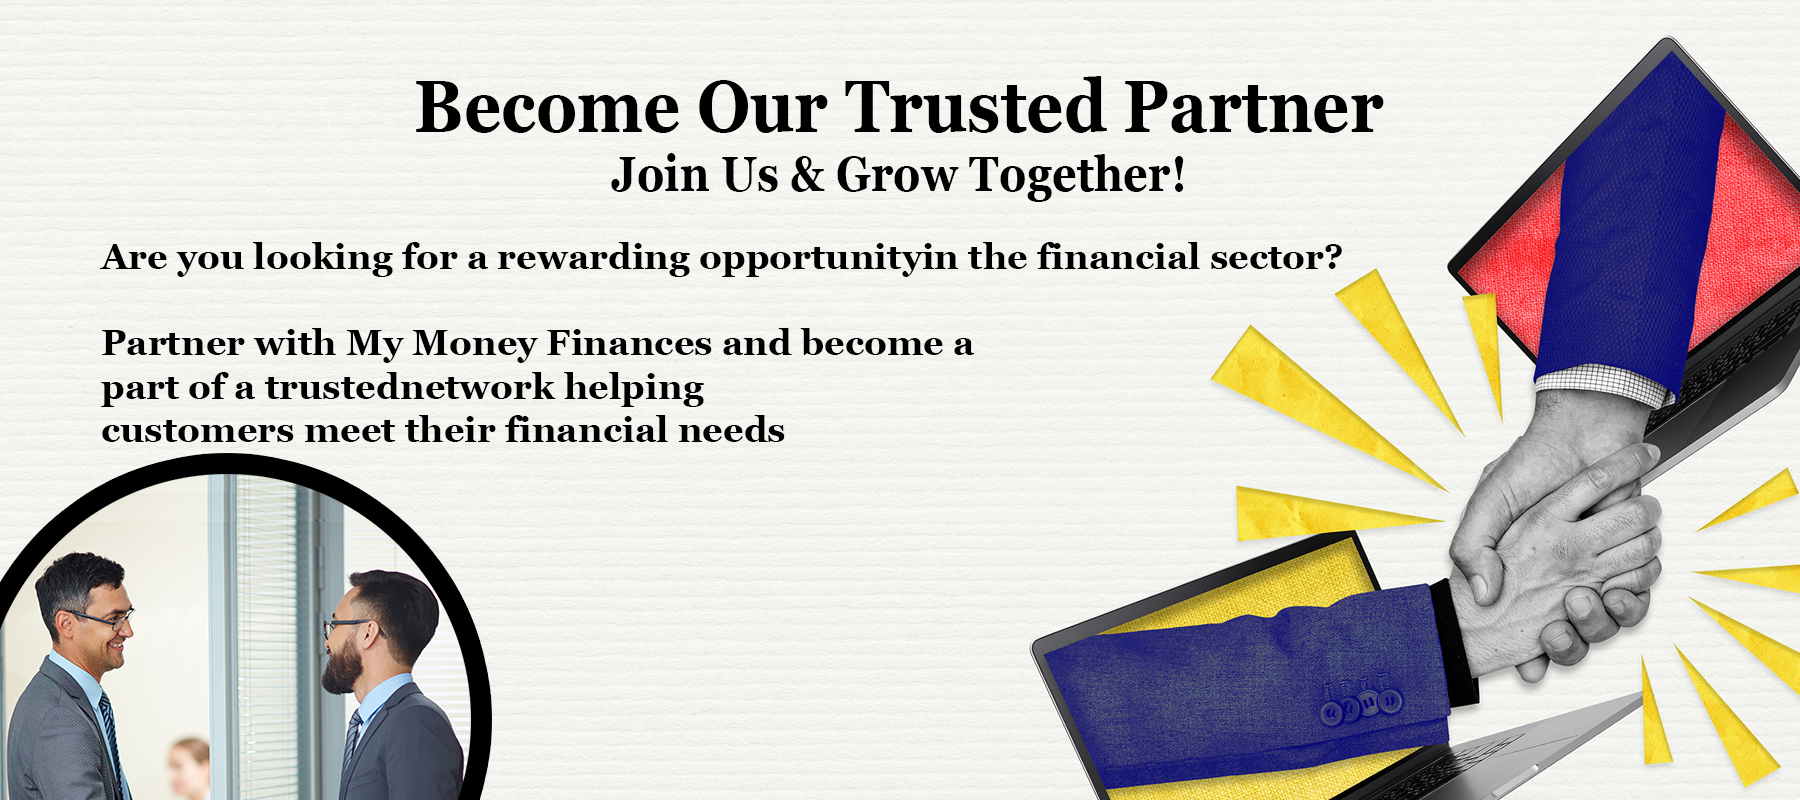 Become Our Trusted Partner
Join Us & Grow Together!
Are you looking for a rewarding opportunityin the financial sector?
Partner with My Money Finances and become a
part of a trustednetwork helping
customers meet their financial needs